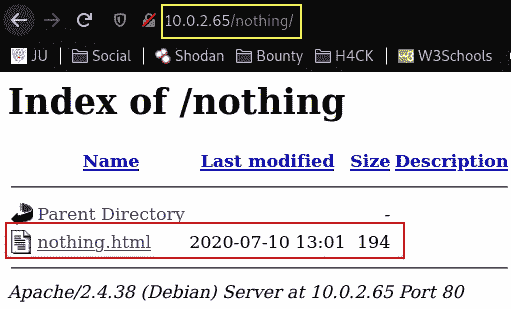 10.0.2.65/nothing/
JU Social Shodan Bounty H4CK W3Schools
Index of /nothing
Name Last modified Size Description
Parent Directory -
nothing.html 2020-07-10 13:01 194
Apache/2.4.38 (Debian) Server at 10.0.2.65 Port 80